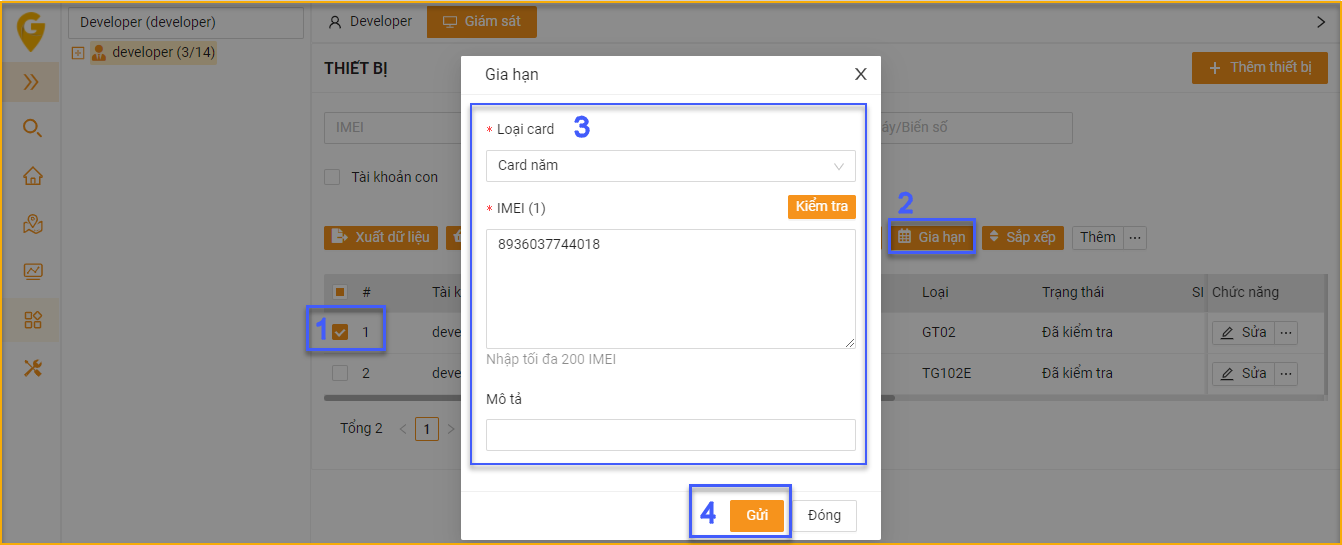 Developer (developer)
developer (3/14)
Developer
Giám sát
THIẾT BỊ
Thêm thiết bị
IMEI
áy/Biến số
Tài khoản con
Xuất dữ liệu
2
Gia hạn
Sắp xếp
Thêm
#
Tài k
Loại
Trạng thái
SI
Chức năng
1
1
deve
GT02
Đã kiểm tra
Sửa
2
deve
TG102E
Đã kiểm tra
Sửa
Tổng 2
1
Gia hạn
X
* Loại card
3
Card năm
* IMEI (1)
Kiểm tra
8936037744018
Nhập tối đa 200 IMEI
Mô tả
4
Gửi
Đóng